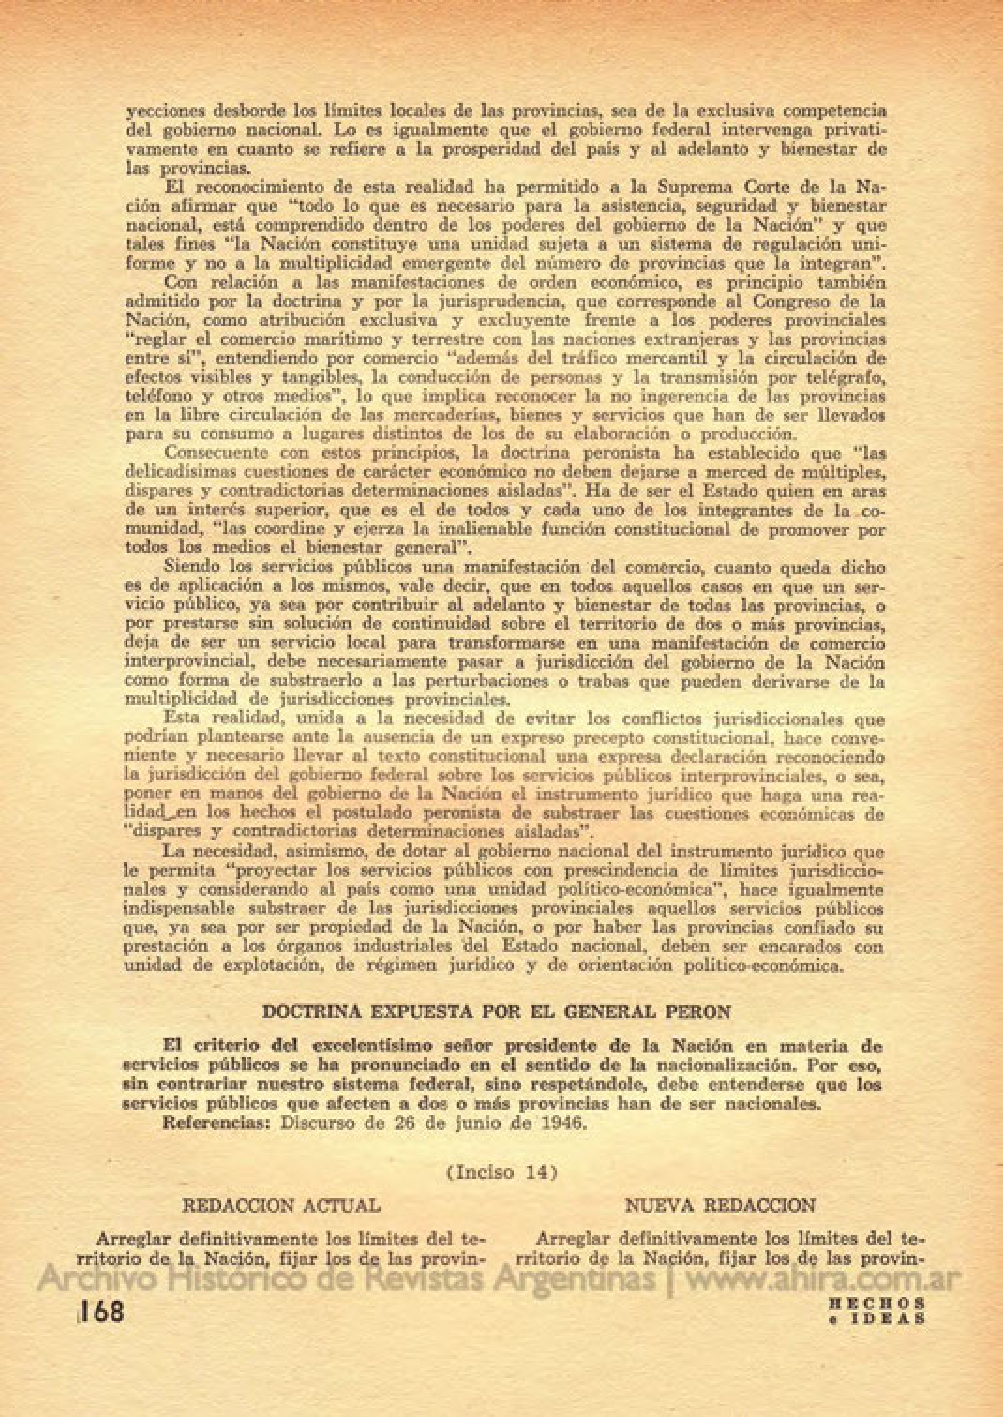 yecciones desborde los límites locales de las provincias, sea de la exclusiva competencia
del gobierno nacional. Lo es igualmente que el gobierno federal intervenga privati-
vamente en cuanto se refiere a la prosperidad del país y al adelanto y bienestar de
las provincias.
El reconocimiento de esta realidad ha permitido a la Suprema Corte de la Na-
ción afirmar que "todo lo que es necesario para la asistencia, seguridad y bienestar
nacional, está comprendido dentro de los poderes del gobierno de la Nación" y que
tales fines "la Nación constituye una unidad sujeta a un sistema de regulación uni-
forme y no a la multiplicidad emergente del número de provincias que la integran".
Con relación a las manifestaciones de orden económico, es principio también
admitido por la doctrina y por la jurisprudencia, que corresponde al Congreso de la
Nación, como atribución exclusiva y excluyente frente a los poderes provinciales
"reglar el comercio marítimo y terrestre con las naciones extranjeras y las provincias
entre sí", entendiendo por comercio "además del tráfico mercantil y la circulación de
efectos visibles y tangibles, la conducción de personas y la transmisión por telégrafo,
teléfono y otros medios", lo que implica reconocer la no ingerencia de las provincias
en la libre circulación de las mercaderías, bienes y servicios que han de ser llevados
para su consumo a lugares distintos de los de su elaboración o producción.
Consecuente con estos principios, la doctrina peronista ha establecido que "las
delicadísimas cuestiones de carácter económico no deben dejarse a merced de múltiples,
dispares y contradictorias determinaciones aisladas". Ha de ser el Estado quien en aras
de un interés superior, que es el de todos y cada uno de los integrantes de la co-
munidad, "las coordine y ejerza la inalienable función constitucional de promover por
todos los medios el bienestar general".
Siendo los servicios públicos una manifestación del comercio, cuanto queda dicho
es de aplicación a los mismos, vale decir, que en todos aquellos casos en que un ser-
vicio público, ya sea por contribuir al adelanto y bienestar de todas las provincias, o
por prestarse sin solución de continuidad sobre el territorio de dos o más provincias,
deja de ser un servicio local para transformarse en una manifestación de comercio
interprovincial, debe necesariamente pasar a jurisdicción del gobierno de la Nación
como forma de substraerlo a las perturbaciones o trabas que pueden derivarse de la
multiplicidad de jurisdicciones provinciales.
Esta realidad, unida a la necesidad de evitar los conflictos jurisdiccionales que
podrían plantearse ante la ausencia de un expreso precepto constitucional, hace conve-
niente y necesario llevar al texto constitucional una expresa declaración reconociendo
la jurisdicción del gobierno federal sobre los servicios públicos interprovinciales, o sea,
poner en manos del gobierno de la Nación el instrumento jurídico que haga una rea-
lidad en los hechos el postulado peronista de substraer las cuestiones económicas de
"dispares y contradictorias determinaciones aisladas".
La necesidad, asimismo, de dotar al gobierno nacional del instrumento jurídico que
le permita "proyectar los servicios públicos con prescindencia de límites jurisdiccio-
nales y considerando al país como una unidad político-económica", hace igualmente
indispensable substraer de las jurisdicciones provinciales aquellos servicios públicos
que, ya sea por ser propiedad de la Nación, o por haber las provincias confiado su
prestación a los órganos industriales del Estado nacional, deben ser encarados con
unidad de explotación, de régimen jurídico y de orientación político-económica.
DOCTRINA EXPUESTA POR EL GENERAL PERON
El criterio del excelentísimo señor presidente de la Nación en materia de
servicios públicos se ha pronunciado en el sentido de la nacionalización. Por eso,
sin contrariar nuestro sistema federal, sino respetándole, debe entenderse que los
servicios públicos que afecten a dos o más provincias han de ser nacionales.
Referencias: Discurso de 26 de junio de 1946.
(Inciso 14)
REDACCION ACTUAL
Arreglar definitivamente los límites del te-
rritorio de la Nación, fijar los de las provin-
NUEVA REDACCION
Arreglar definitivamente los límites del te-
rritorio de la Nación, fijar los de las provin-
Archivo Histórico de Revistas Argentinas | www.ahira.com.ar
168
HECHOS
e IDEAS